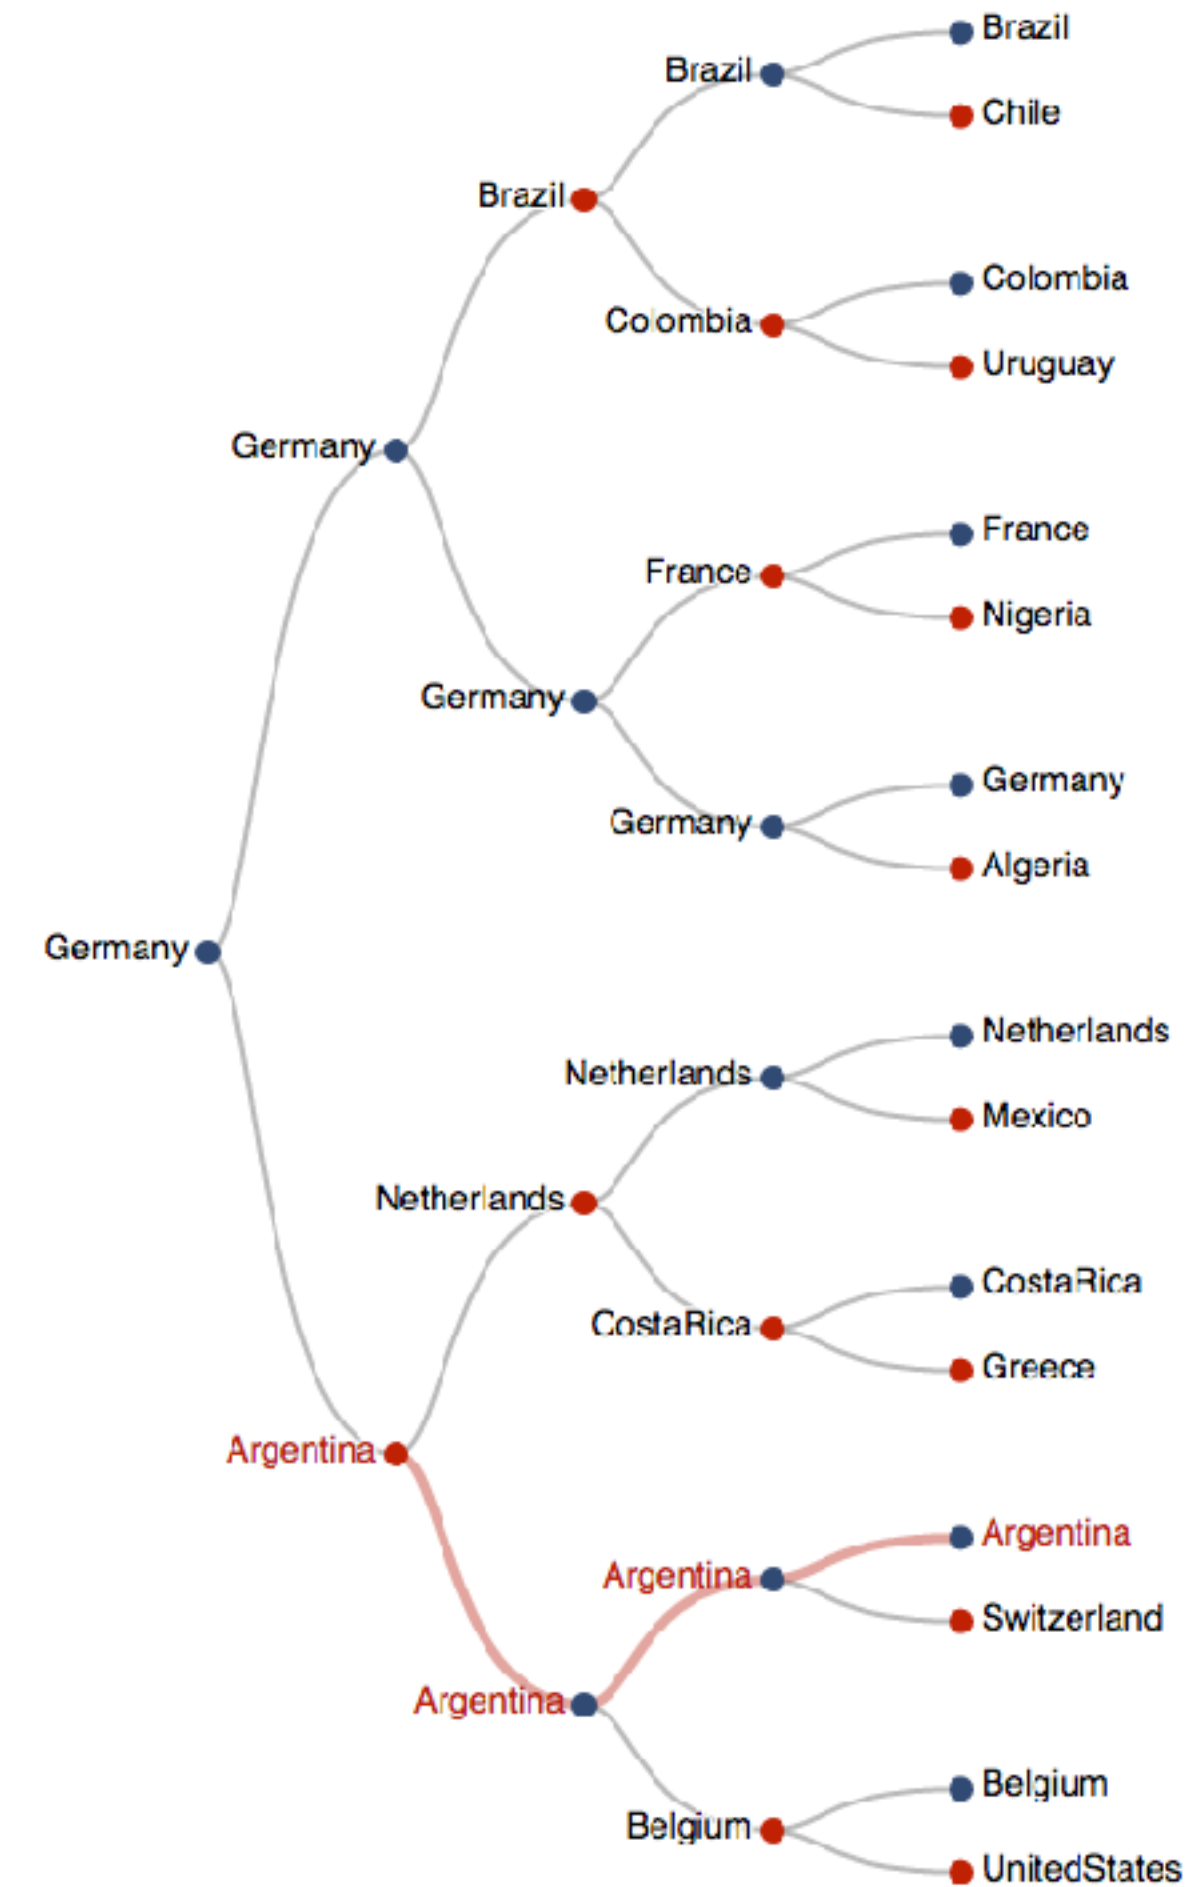 Brazil
Brazil
Chile
Brazil
Colombia
Colombia
Uruguay
Germany
France
France
Nigeria
Germany
Germany
Germany
Algeria
Germany
Netherlands
Netherlands
Mexico
Netherlands
CostaRica
CostaRica
Greece
Argentina
Argentina
Argentina
Switzerland
Argentina
Belgium
Belgium
UnitedStates